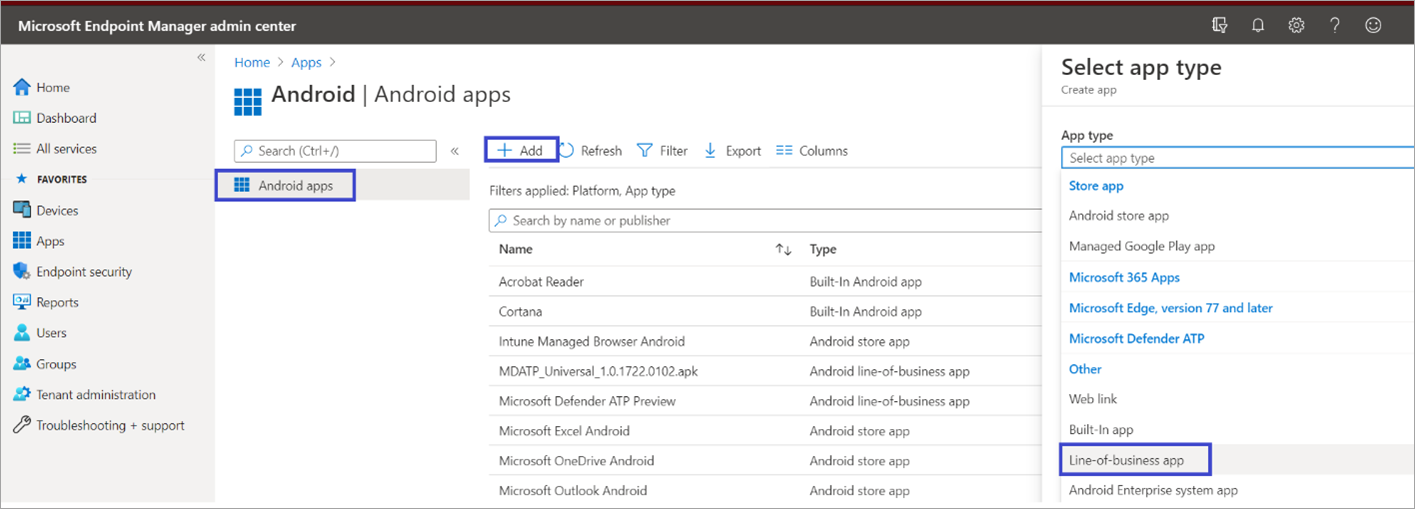 Microsoft Endpoint Manager admin center
«
Home
Dashboard
All services
FAVORITES
Devices
Apps
Endpoint security
Reports
Users
Groups
Tenant administration
Troubleshooting + support
Home > Apps >
Android | Android apps
Search (Ctrl+/)
«
Android apps
+ Add Refresh Filter Export Columns
Filters applied: Platform, App type
Search by name or publisher
Name ↑↓ Type
Acrobat Reader Built-In Android app
Cortana Built-In Android app
Intune Managed Browser Android Android store app
MDATP_Universal_1.0.1722.0102.apk Android line-of-business app
Microsoft Defender ATP Preview Android line-of-business app
Microsoft Excel Android Android store app
Microsoft OneDrive Android Android store app
Microsoft Outlook Android Android store app
Select app type
Create app
App type
Select app type
Store app
Android store app
Managed Google Play app
Microsoft 365 Apps
Microsoft Edge, version 77 and later
Microsoft Defender ATP
Other
Web link
Built-In app
Line-of-business app
Android Enterprise system app